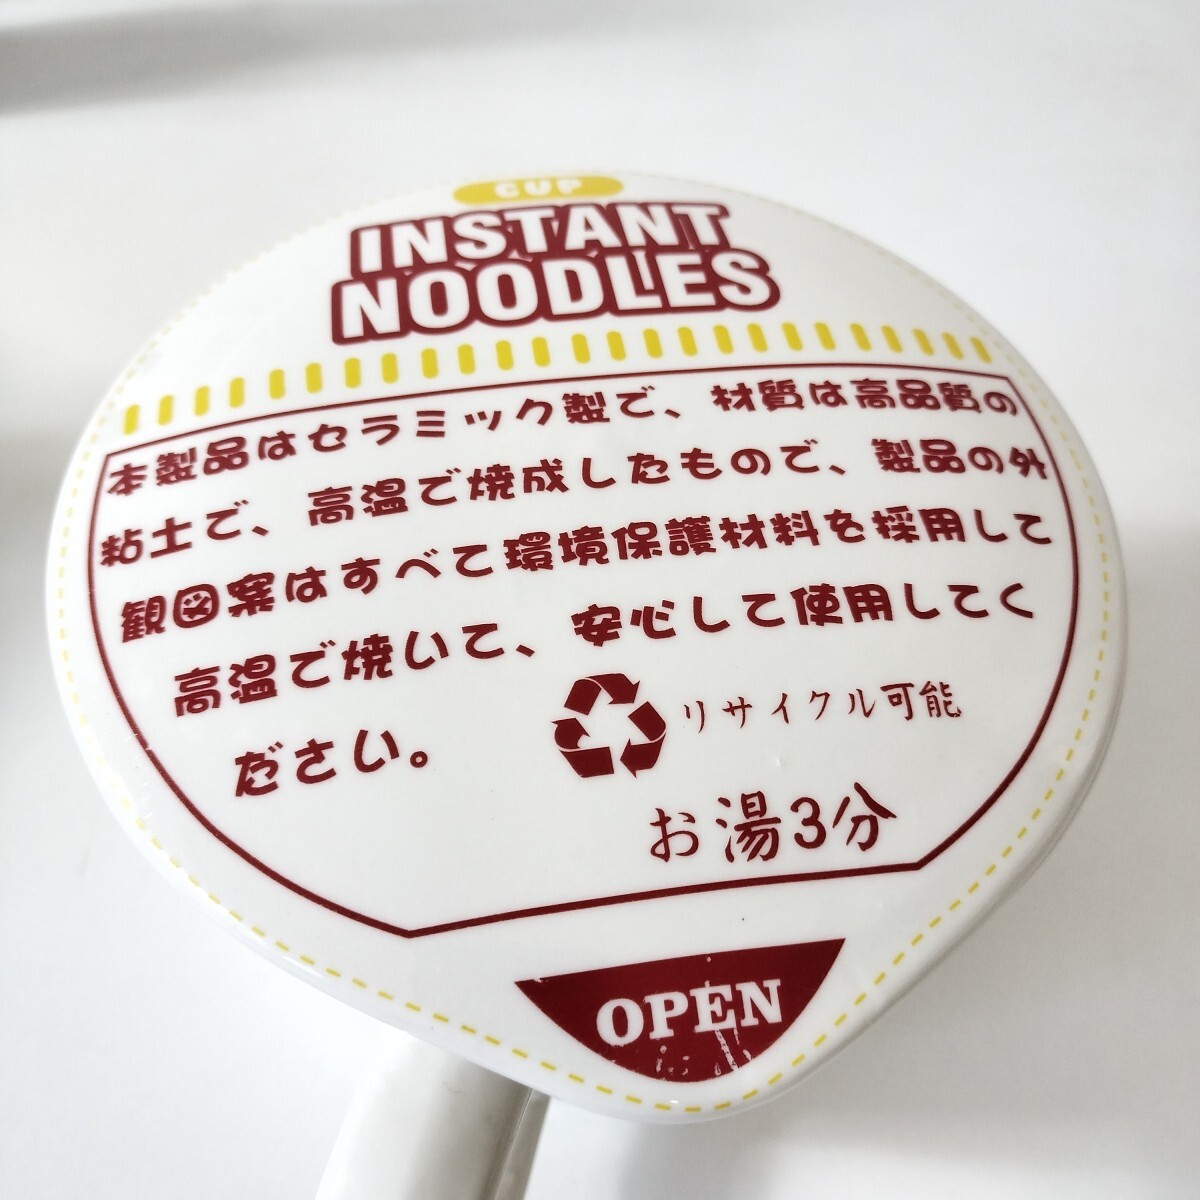 CUP
INSTANT
NOODLES
本製品はセラミック製で、材質は高品質の
粘土で、高温で焼成したもので、製品の外
観図案はすべて環境保護材料を採用して
高温で焼いて、安心して使用してく
ださい。
リサイクル可能
お湯3分
OPEN